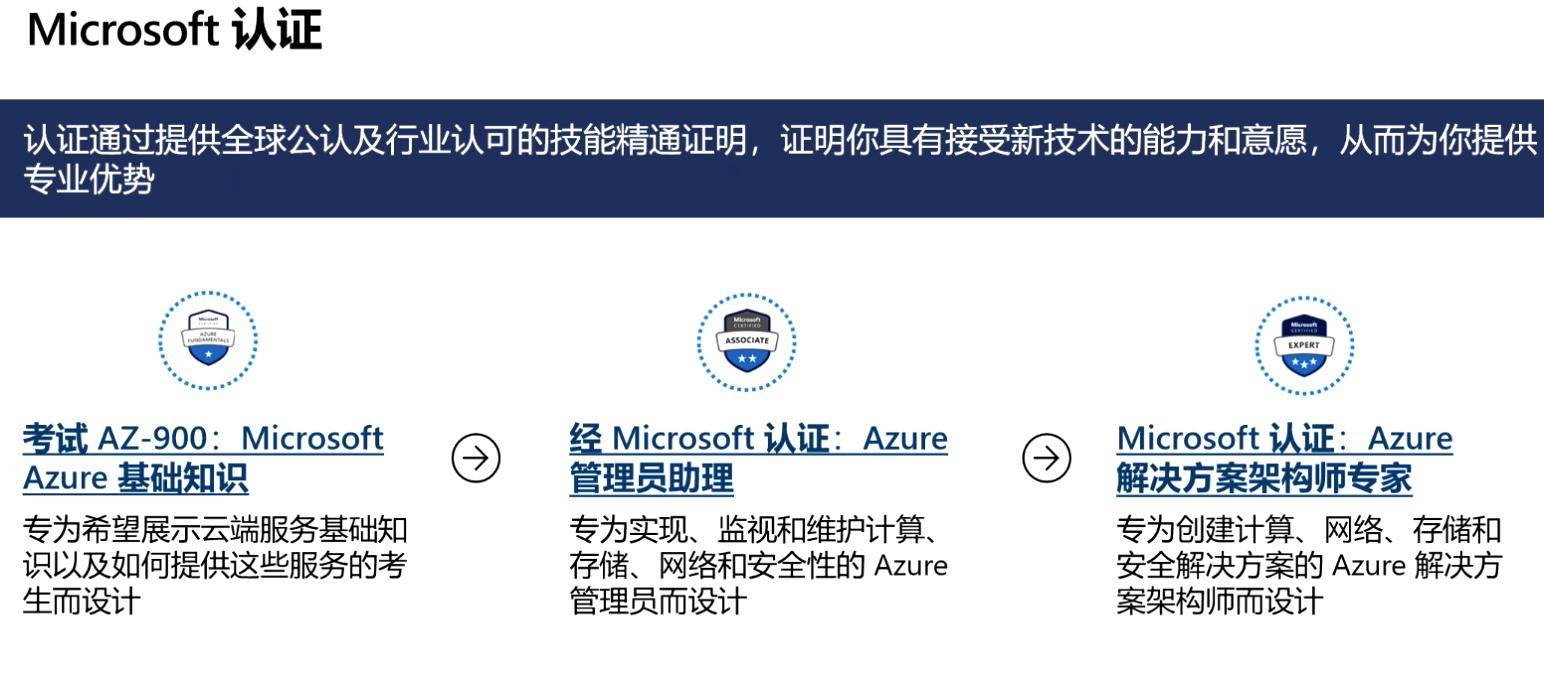 Microsoft 认证
认证通过提供全球公认及行业认可的技能精通证明，证明你具有接受新技术的能力和意愿，从而为你提供
专业优势
Microsoft
CERTIFIED
AZURE
FUNDAMENTALS
Microsoft
CERTIFIED
ASSOCIATE
Microsoft
CERTIFIED
EXPERT
考试 AZ-900：Microsoft
Azure 基础知识
专为希望展示云端服务基础知
识以及如何提供这些服务的考
生而设计
经 Microsoft 认证：Azure
管理员助理
专为实现、监视和维护计算、
存储、网络和安全性的 Azure
管理员而设计
Microsoft 认证：Azure
解决方案架构师专家
专为创建计算、网络、存储和
安全解决方案的 Azure 解决方
案架构师而设计